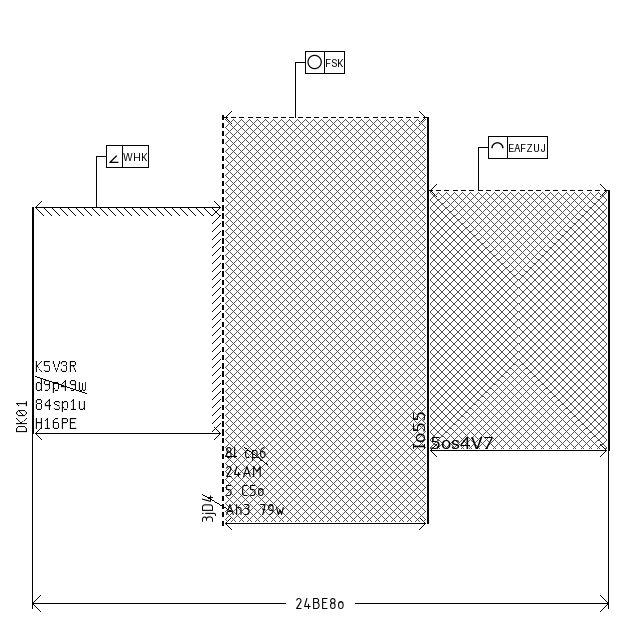 FSK
WHK
EAFZUJ
K5V3R
d9p49w
84sp1u
H16PE
DK01
8L cp6
24AM
5 C5o
Ah3 79w
3jD4
Io55
5os4V7
24BE8o